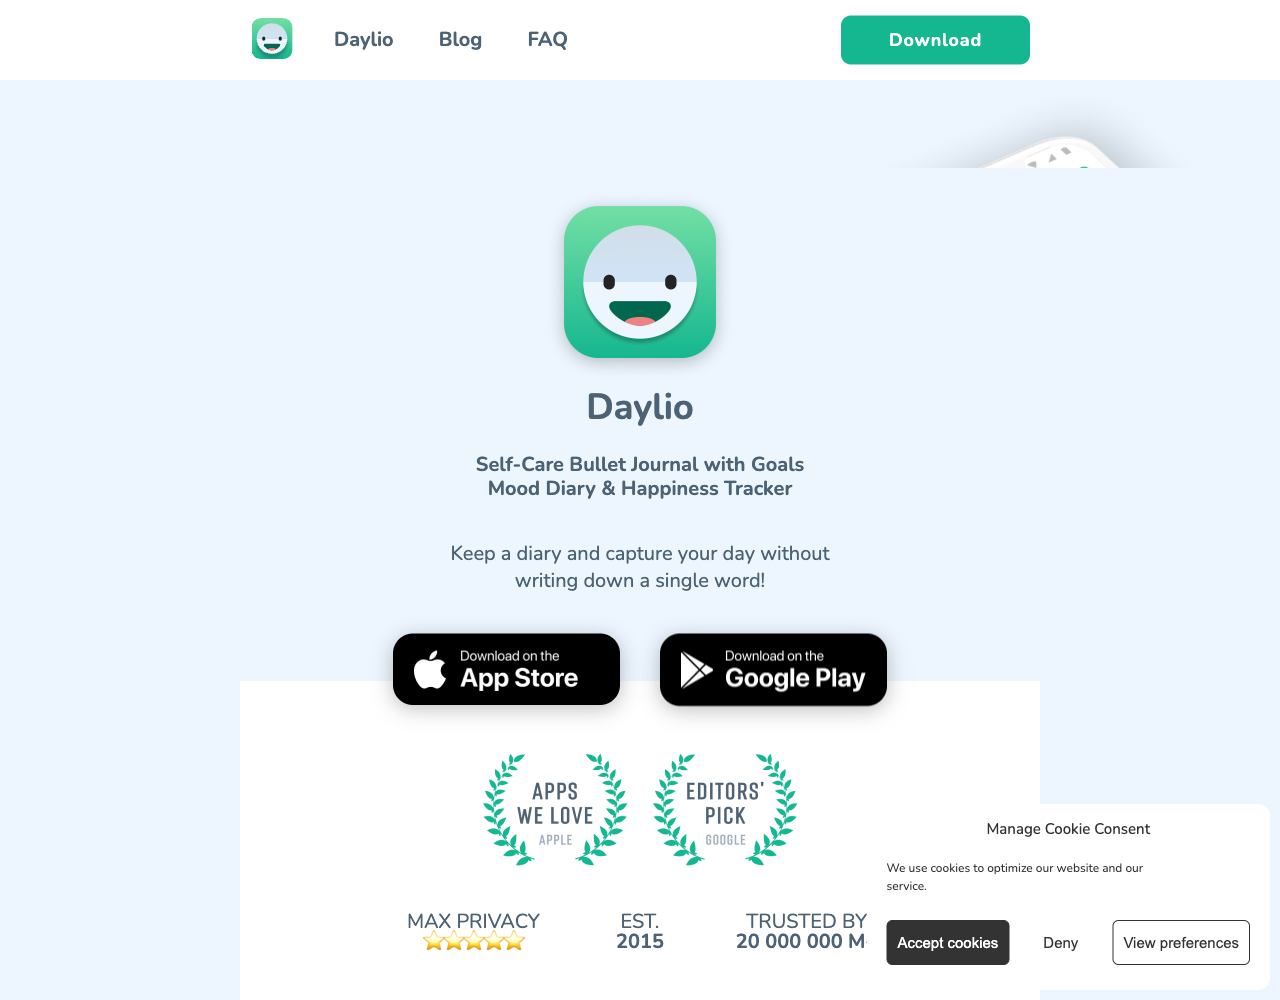 Daylio Blog FAQ Download
Daylio
Self-Care Bullet Journal with Goals
Mood Diary & Happiness Tracker
Keep a diary and capture your day without
writing down a single word!
Download on the
App Store
Download on the
Google Play
APPS
WE LOVE
APPLE
EDITORS'
PICK
GOOGLE
MAX PRIVACY
EST.
2015
TRUSTED BY
20 000 000
Manage Cookie Consent
We use cookies to optimize our website and our
service.
Accept cookies Deny View preferences